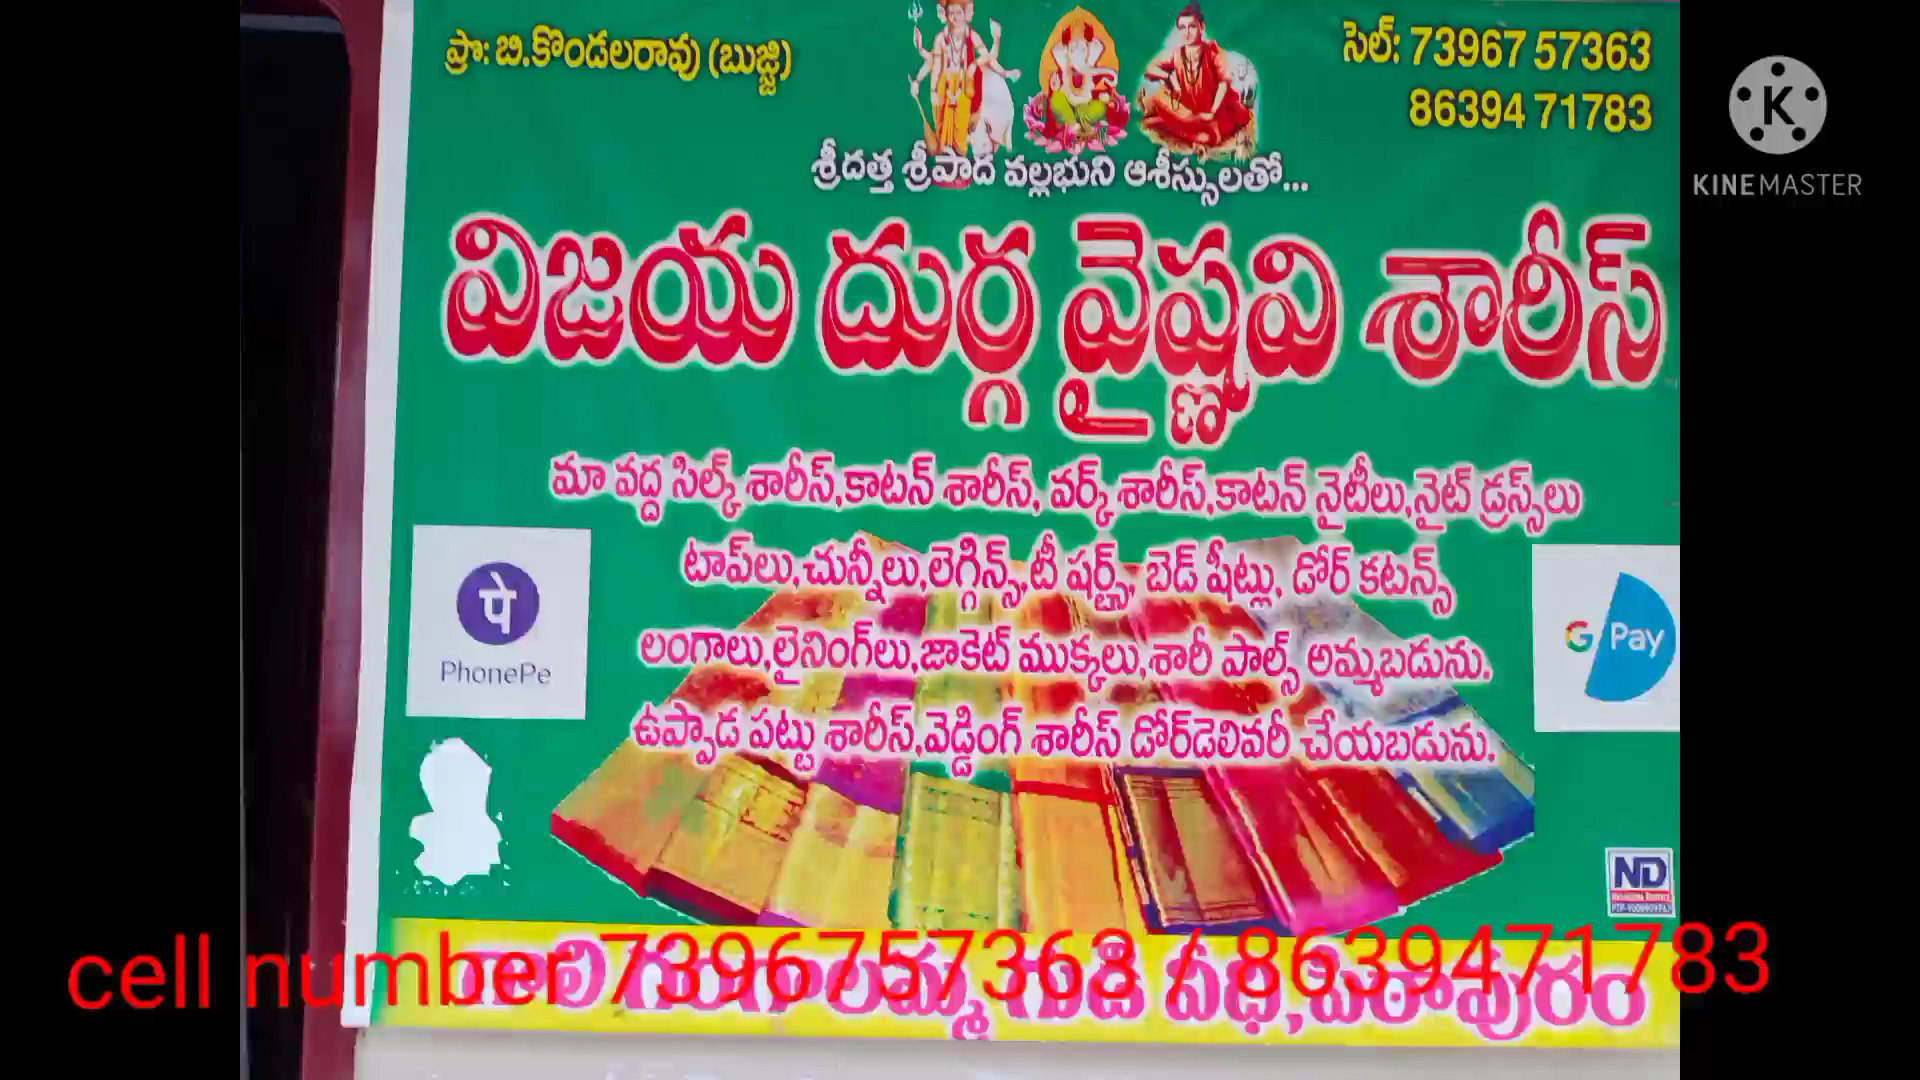 ప్రొ: బి.కొండలరావు (బుజ్జి)
సెల్: 73967 57363
86394 71783
K
KINEMASTER
శ్రీదత్త శ్రీపాద వల్లభుని ఆశీస్సులతో...
విజయ దుర్గ వైష్ణవి శారీస్
మా వద్ద సిల్క్ శారీస్,కాటన్ శారీస్, వర్క్ శారీస్,కాటన్ నైటీలు,నైట్ డ్రస్స్‌లు
టాప్‌లు,చున్నీలు,లెగ్గిన్స్,టీ షర్ట్స్, బెడ్ షీట్లు, డోర్ కటన్స్
లంగాలు,లైనింగ్‌లు,జాకెట్ ముక్కలు,శారీ పాల్స్ అమ్మబడును.
ఉప్పాడ పట్టు శారీస్,వెడ్డింగ్ శారీస్ డోర్‌డెలివరీ చేయబడును.
पे
PhonePe
G Pay
ND
cell number 7396757363 / 8639471783
గంగాలమ్మ గుడి వీధి,పిఠాపురం